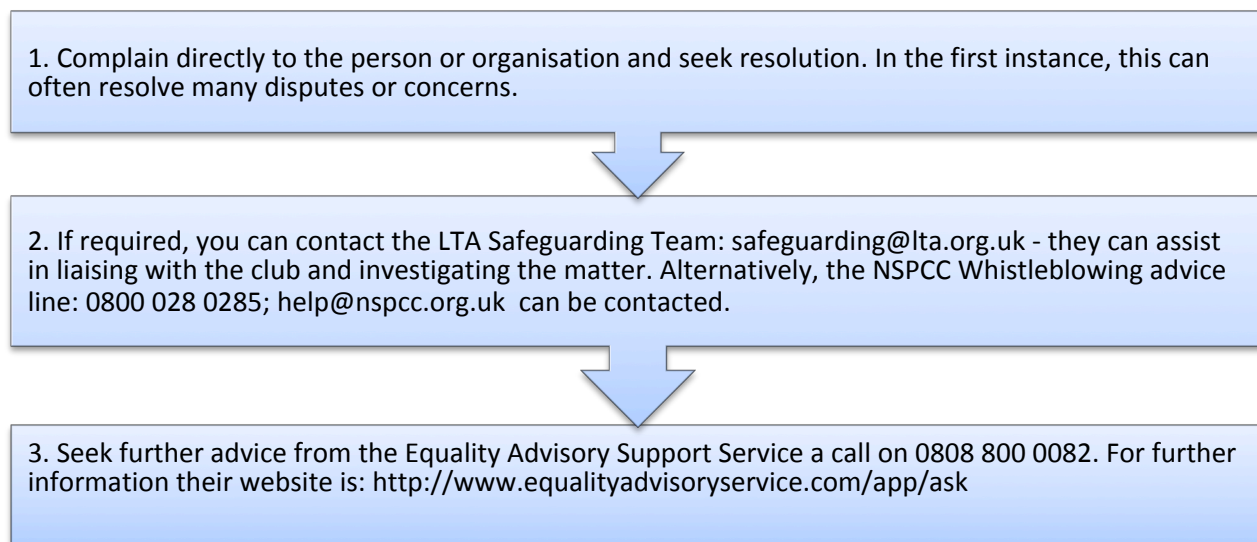 1. Complain directly to the person or organisation and seek resolution. In the first instance, this can
often resolve many disputes or concerns.
2. If required, you can contact the LTA Safeguarding Team: safeguarding@lta.org.uk - they can assist
in liaising with the club and investigating the matter. Alternatively, the NSPCC Whistleblowing advice
line: 0800 028 0285; help@nspcc.org.uk  can be contacted.
3. Seek further advice from the Equality Advisory Support Service a call on 0808 800 0082. For further
information their website is: http://www.equalityadvisoryservice.com/app/ask